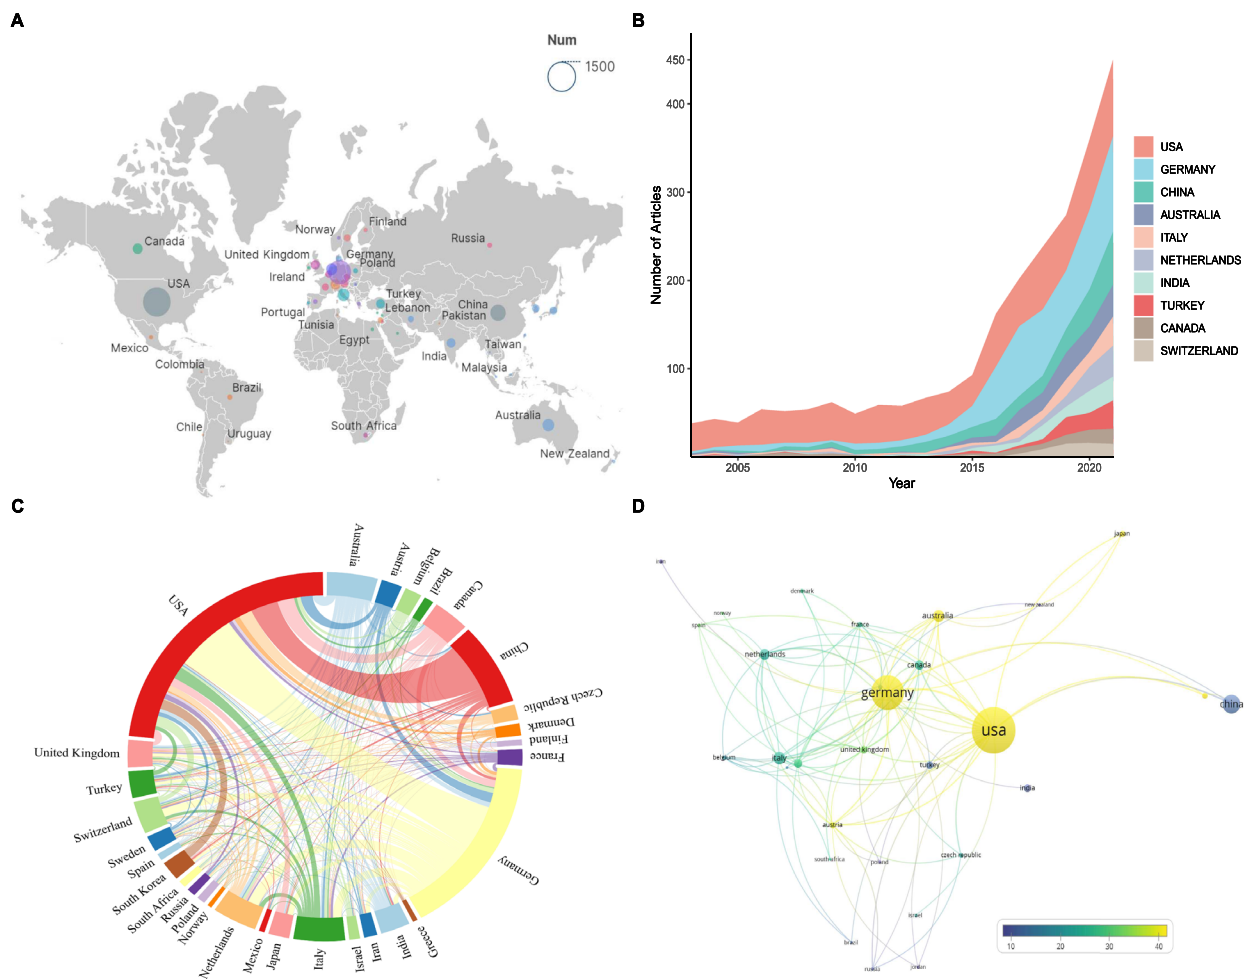 A
Num
1500
Canada
USA
Mexico
Colombia
Brazil
Chile
Uruguay
Norway
Finland
Russia
United Kingdom
Germany
Poland
Ireland
Portugal
Turkey
Lebanon
Tunisia
Egypt
China
Pakistan
India
Taiwan
Malaysia
South Africa
Australia
New Zealand
B
Number of Articles
450
400
300
200
100
2005
2010
2015
2020
Year
USA
GERMANY
CHINA
AUSTRALIA
ITALY
NETHERLANDS
INDIA
TURKEY
CANADA
SWITZERLAND
C
USA
Australia
Austria
Belgium
Brazil
Canada
China
Czech Republic
Denmark
Finland
France
Germany
Greece
India
Iran
Israel
Italy
Japan
Mexico
Netherlands
Norway
Poland
Russia
South Africa
South Korea
Spain
Sweden
Switzerland
Turkey
United Kingdom
D
japan
iran
denmark
new zealand
norway
spain
france
australia
netherlands
canada
germany
china
usa
united kingdom
belgium
italy
turkey
india
austria
south africa
poland
czech republic
israel
brazil
russia
jordan
10
20
30
40